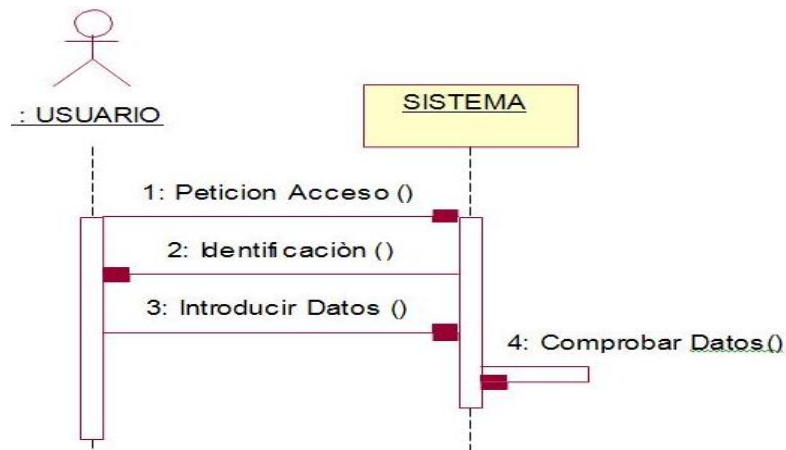 : USUARIO
SISTEMA
1: Peticion Acceso ()
2: Identificaciòn ()
3: Introducir Datos ()
4: Comprobar Datos()